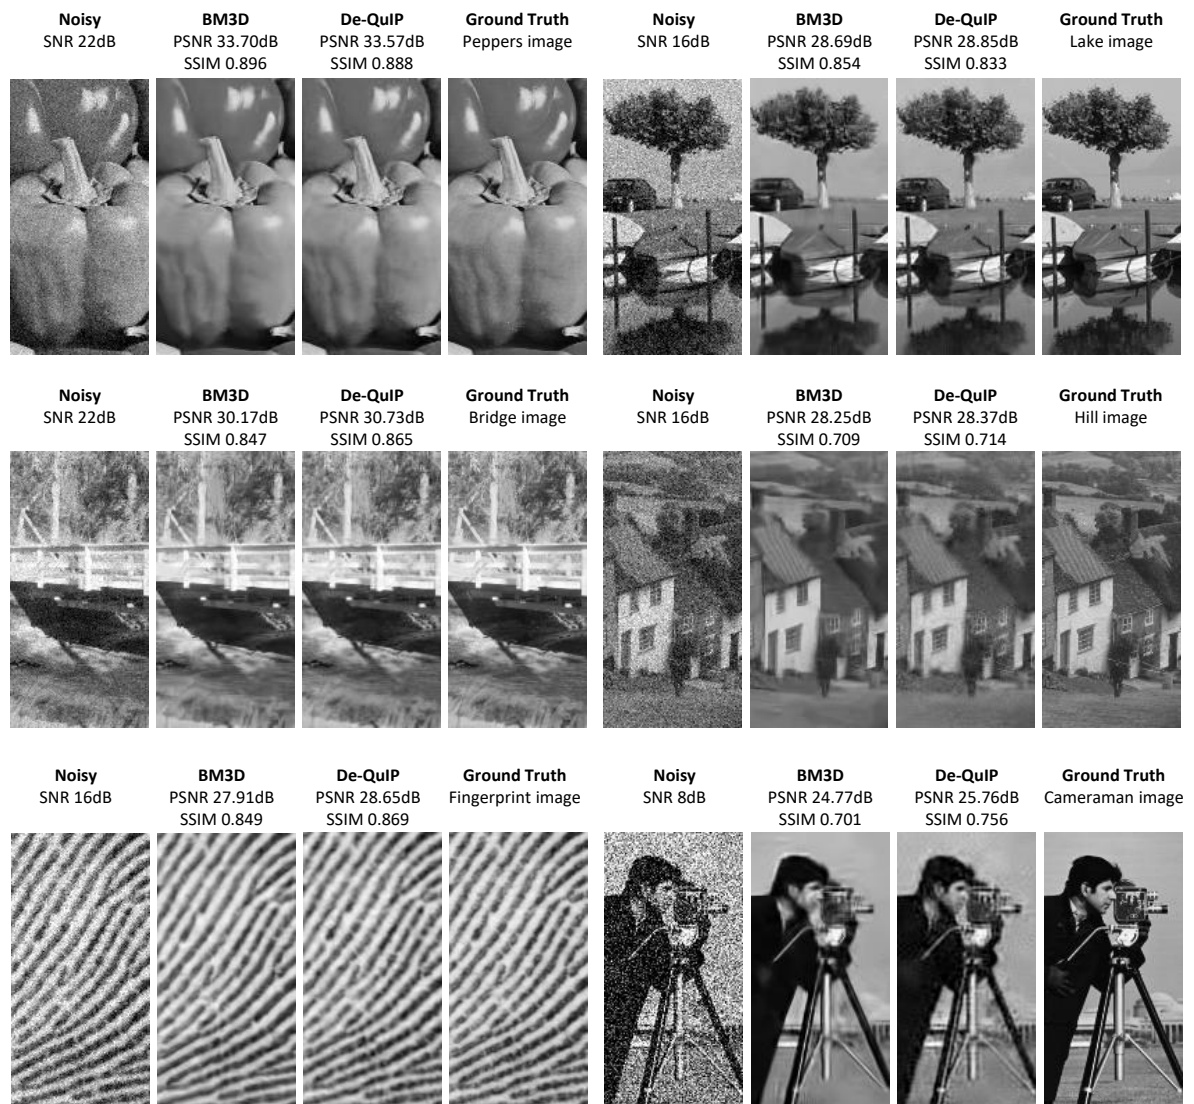 Noisy
SNR 22dB
BM3D
PSNR 33.70dB
SSIM 0.896
De-QuIP
PSNR 33.57dB
SSIM 0.888
Ground Truth
Peppers image
Noisy
SNR 16dB
BM3D
PSNR 28.69dB
SSIM 0.854
De-QuIP
PSNR 28.85dB
SSIM 0.833
Ground Truth
Lake image
Noisy
SNR 22dB
BM3D
PSNR 30.17dB
SSIM 0.847
De-QuIP
PSNR 30.73dB
SSIM 0.865
Ground Truth
Bridge image
Noisy
SNR 16dB
BM3D
PSNR 28.25dB
SSIM 0.709
De-QuIP
PSNR 28.37dB
SSIM 0.714
Ground Truth
Hill image
Noisy
SNR 16dB
BM3D
PSNR 27.91dB
SSIM 0.849
De-QuIP
PSNR 28.65dB
SSIM 0.869
Ground Truth
Fingerprint image
Noisy
SNR 8dB
BM3D
PSNR 24.77dB
SSIM 0.701
De-QuIP
PSNR 25.76dB
SSIM 0.756
Ground Truth
Cameraman image